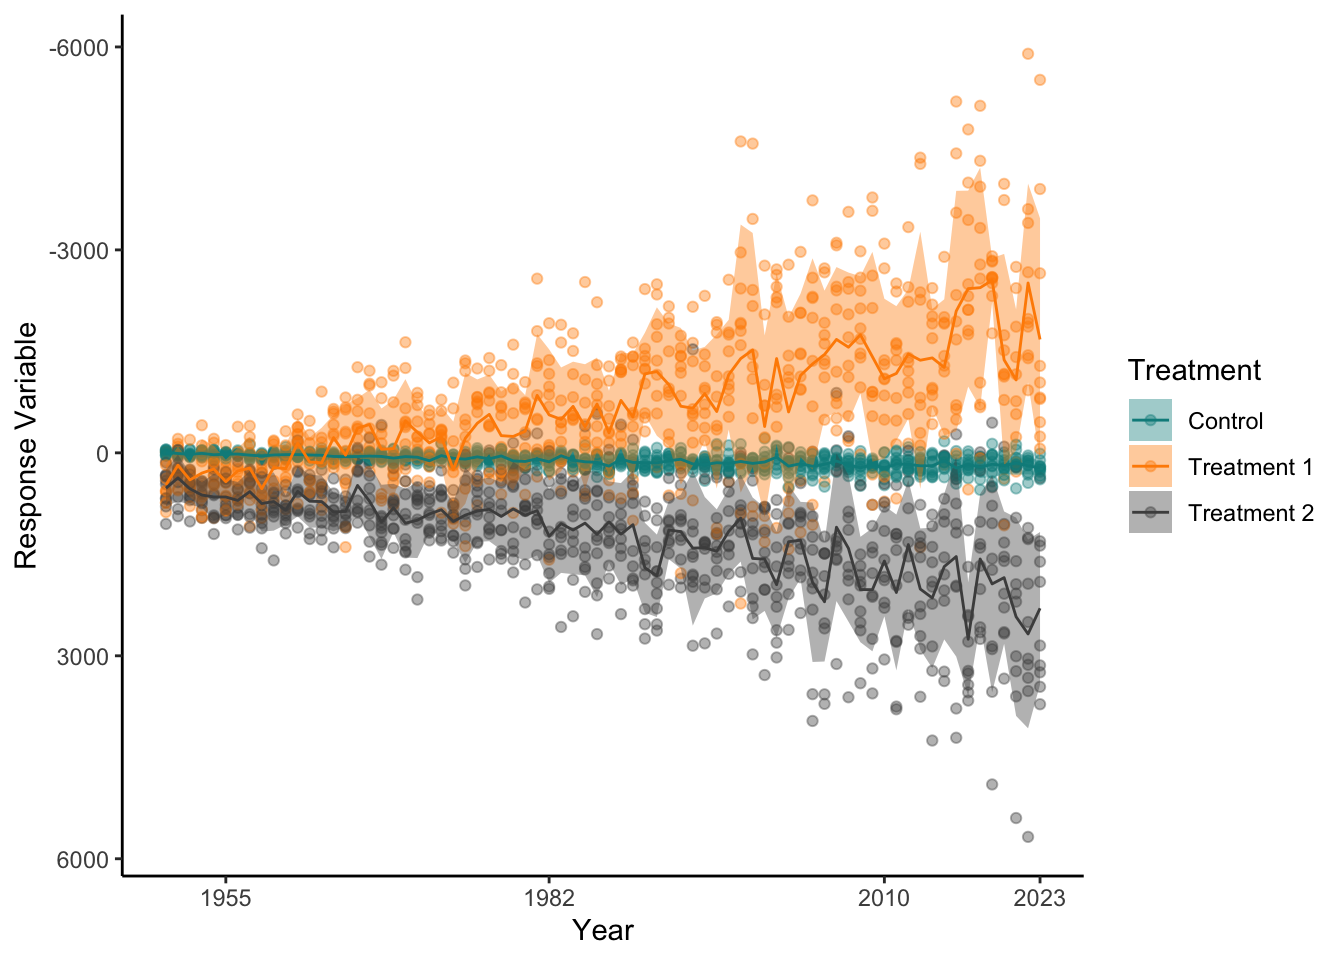 -6000
-3000
0
3000
6000
Response Variable
1955
1982
2010
2023
Year
Treatment
Control
Treatment 1
Treatment 2